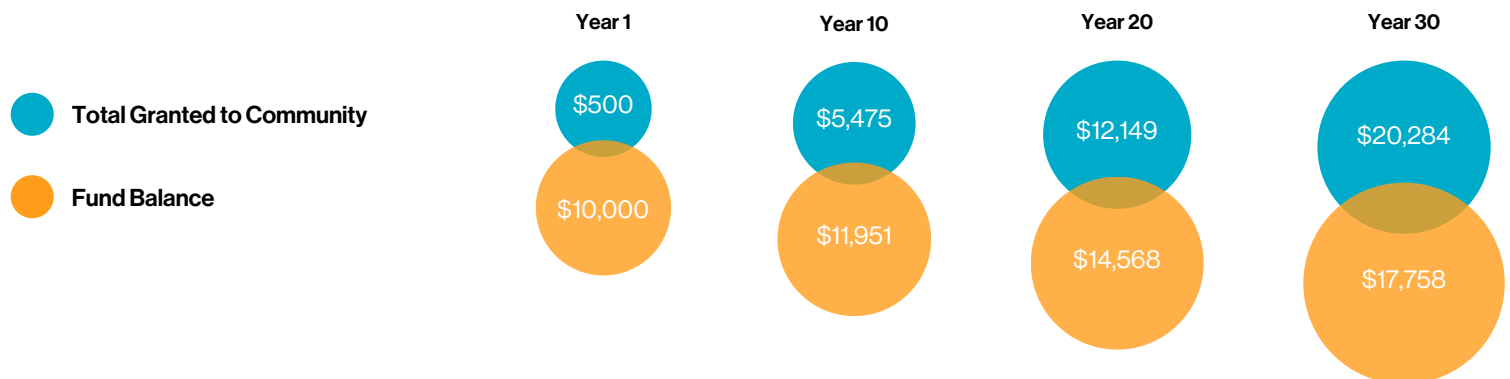 Year 1
Year 10
Year 20
Year 30
Total Granted to Community
$500
$5,475
$12,149
$20,284
Fund Balance
$10,000
$11,951
$14,568
$17,758